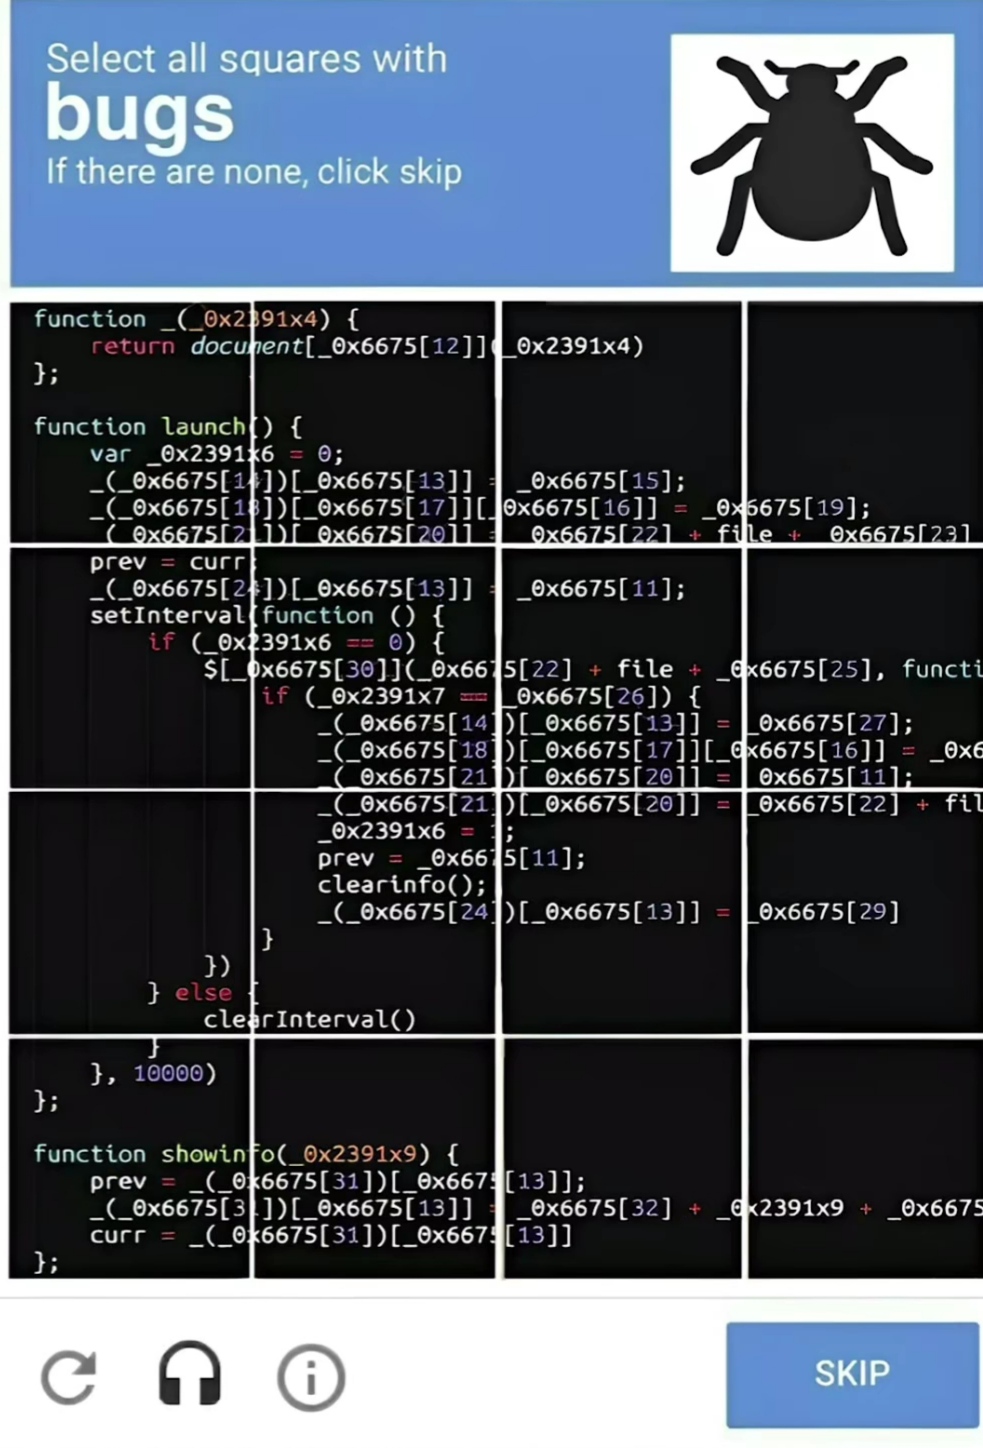 Select all squares with
bugs
If there are none, click skip
function _(_0x2391x4) {
return document[_0x6675[12]](_0x2391x4)
};
function launch() {
var _0x2391x6 = 0;
_(_0x6675[14])[_0x6675[13]] = _0x6675[15];
_(_0x6675[18])[_0x6675[17]][_0x6675[16]] = _0x6675[19];
_(_0x6675[21])[_0x6675[20]] = _0x6675[22] + file + _0x6675[23]
prev = curr;
_(_0x6675[24])[_0x6675[13]] = _0x6675[11];
setInterval(function () {
if (_0x2391x6 == 0) {
$[_0x6675[30]](_0x6675[22] + file + _0x6675[25], functi
if (_0x2391x7 == _0x6675[26]) {
_(_0x6675[14])[_0x6675[13]] = _0x6675[27];
_(_0x6675[18])[_0x6675[17]][_0x6675[16]] = _0x6
_(_0x6675[21])[_0x6675[20]] = _0x6675[11];
_(_0x6675[21])[_0x6675[20]] = _0x6675[22] + fil
_0x2391x6 = 1;
prev = _0x6675[11];
clearinfo();
_(_0x6675[24])[_0x6675[13]] = _0x6675[29]
}
})
} else {
clearInterval()
}
}, 10000)
};
function showinfo(_0x2391x9) {
prev = _(_0x6675[31])[_0x6675[13]];
_(_0x6675[31])[_0x6675[13]] = _0x6675[32] + _0x2391x9 + _0x6675
curr = _(_0x6675[31])[_0x6675[13]]
};
SKIP